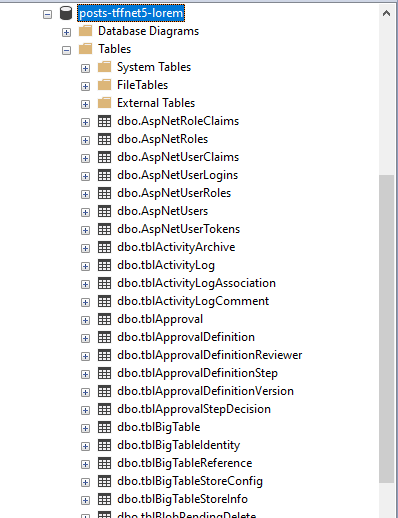 posts-tffnet5-lorem
Database Diagrams
Tables
System Tables
FileTables
External Tables
dbo.AspNetRoleClaims
dbo.AspNetRoles
dbo.AspNetUserClaims
dbo.AspNetUserLogins
dbo.AspNetUserRoles
dbo.AspNetUsers
dbo.AspNetUserTokens
dbo.tblActivityArchive
dbo.tblActivityLog
dbo.tblActivityLogAssociation
dbo.tblActivityLogComment
dbo.tblApproval
dbo.tblApprovalDefinition
dbo.tblApprovalDefinitionReviewer
dbo.tblApprovalDefinitionStep
dbo.tblApprovalDefinitionVersion
dbo.tblApprovalStepDecision
dbo.tblBigTable
dbo.tblBigTableIdentity
dbo.tblBigTableReference
dbo.tblBigTableStoreConfig
dbo.tblBigTableStoreInfo
dbo.tblBlobPendingDelete